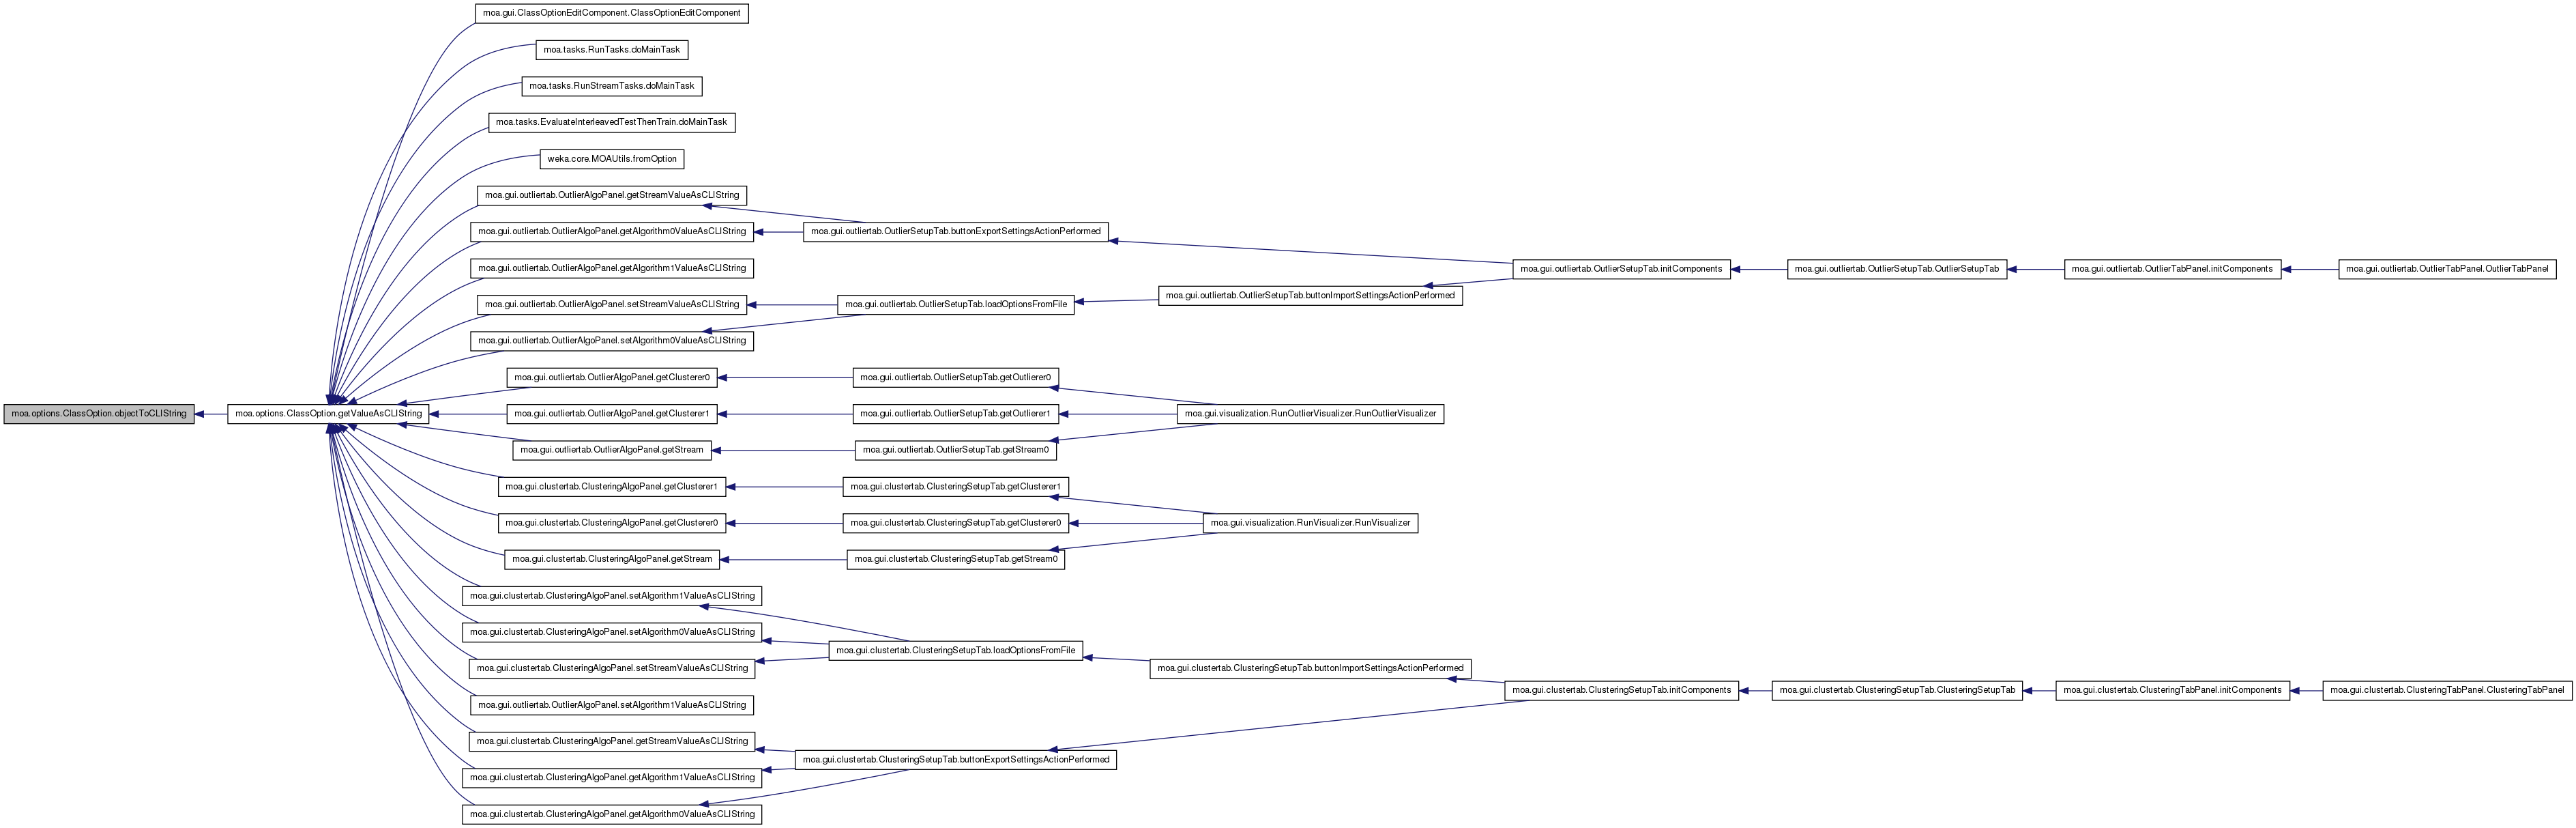 moa.gui.ClassOptionEditComponent.ClassOptionEditComponent
moa.tasks.RunTasks.doMainTask
moa.tasks.RunStreamTasks.doMainTask
moa.tasks.EvaluateInterleavedTestThenTrain.doMainTask
weka.core.MOAUtils.fromOption
moa.gui.outliertab.OutlierAlgoPanel.getStreamValueAsCLIString
moa.gui.outliertab.OutlierAlgoPanel.getAlgorithm0ValueAsCLIString
moa.gui.outliertab.OutlierSetupTab.buttonExportSettingsActionPerformed
moa.gui.outliertab.OutlierAlgoPanel.getAlgorithm1ValueAsCLIString
moa.gui.outliertab.OutlierSetupTab.initComponents
moa.gui.outliertab.OutlierSetupTab.OutlierSetupTab
moa.gui.outliertab.OutlierTabPanel.initComponents
moa.gui.outliertab.OutlierTabPanel.OutlierTabPanel
moa.gui.outliertab.OutlierAlgoPanel.setStreamValueAsCLIString
moa.gui.outliertab.OutlierSetupTab.loadOptionsFromFile
moa.gui.outliertab.OutlierSetupTab.buttonImportSettingsActionPerformed
moa.gui.outliertab.OutlierAlgoPanel.setAlgorithm0ValueAsCLIString
moa.gui.outliertab.OutlierAlgoPanel.getClusterer0
moa.gui.outliertab.OutlierSetupTab.getOutlierer0
moa.options.ClassOption.objectToCLIString
moa.options.ClassOption.getValueAsCLIString
moa.gui.outliertab.OutlierAlgoPanel.getClusterer1
moa.gui.outliertab.OutlierSetupTab.getOutlierer1
moa.gui.visualization.RunOutlierVisualizer.RunOutlierVisualizer
moa.gui.outliertab.OutlierAlgoPanel.getStream
moa.gui.outliertab.OutlierSetupTab.getStream0
moa.gui.clustertab.ClusteringAlgoPanel.getClusterer1
moa.gui.clustertab.ClusteringSetupTab.getClusterer1
moa.gui.clustertab.ClusteringAlgoPanel.getClusterer0
moa.gui.clustertab.ClusteringSetupTab.getClusterer0
moa.gui.visualization.RunVisualizer.RunVisualizer
moa.gui.clustertab.ClusteringAlgoPanel.getStream
moa.gui.clustertab.ClusteringSetupTab.getStream0
moa.gui.clustertab.ClusteringAlgoPanel.setAlgorithm1ValueAsCLIString
moa.gui.clustertab.ClusteringAlgoPanel.setAlgorithm0ValueAsCLIString
moa.gui.clustertab.ClusteringSetupTab.loadOptionsFromFile
moa.gui.clustertab.ClusteringAlgoPanel.setStreamValueAsCLIString
moa.gui.clustertab.ClusteringSetupTab.buttonImportSettingsActionPerformed
moa.gui.clustertab.ClusteringSetupTab.initComponents
moa.gui.clustertab.ClusteringSetupTab.ClusteringSetupTab
moa.gui.clustertab.ClusteringTabPanel.initComponents
moa.gui.clustertab.ClusteringTabPanel.ClusteringTabPanel
moa.gui.outliertab.OutlierAlgoPanel.setAlgorithm1ValueAsCLIString
moa.gui.clustertab.ClusteringAlgoPanel.getStreamValueAsCLIString
moa.gui.clustertab.ClusteringSetupTab.buttonExportSettingsActionPerformed
moa.gui.clustertab.ClusteringAlgoPanel.getAlgorithm1ValueAsCLIString
moa.gui.clustertab.ClusteringAlgoPanel.getAlgorithm0ValueAsCLIString